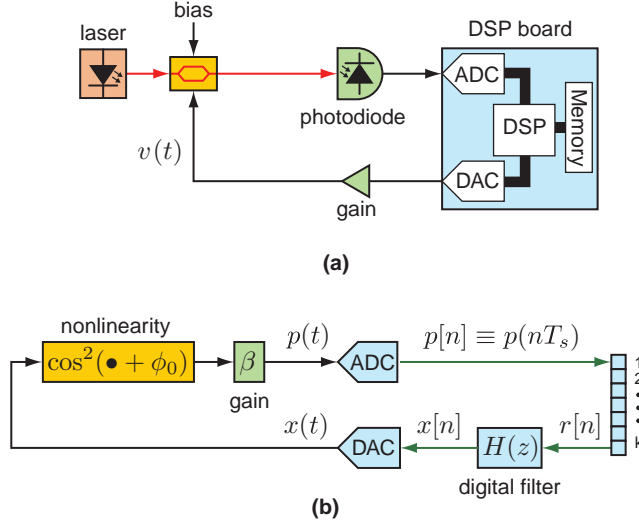 bias
laser
DSP board
ADC
photodiode
DSP
Memory
v(t)
DAC
gain
(a)
nonlinearity
cos²(• + ϕ₀)
β
p(t)
ADC
p[n] ≡ p(nTₛ)
gain
1
2
•
•
•
k
x(t)
DAC
x[n]
H(z)
r[n]
digital filter
(b)